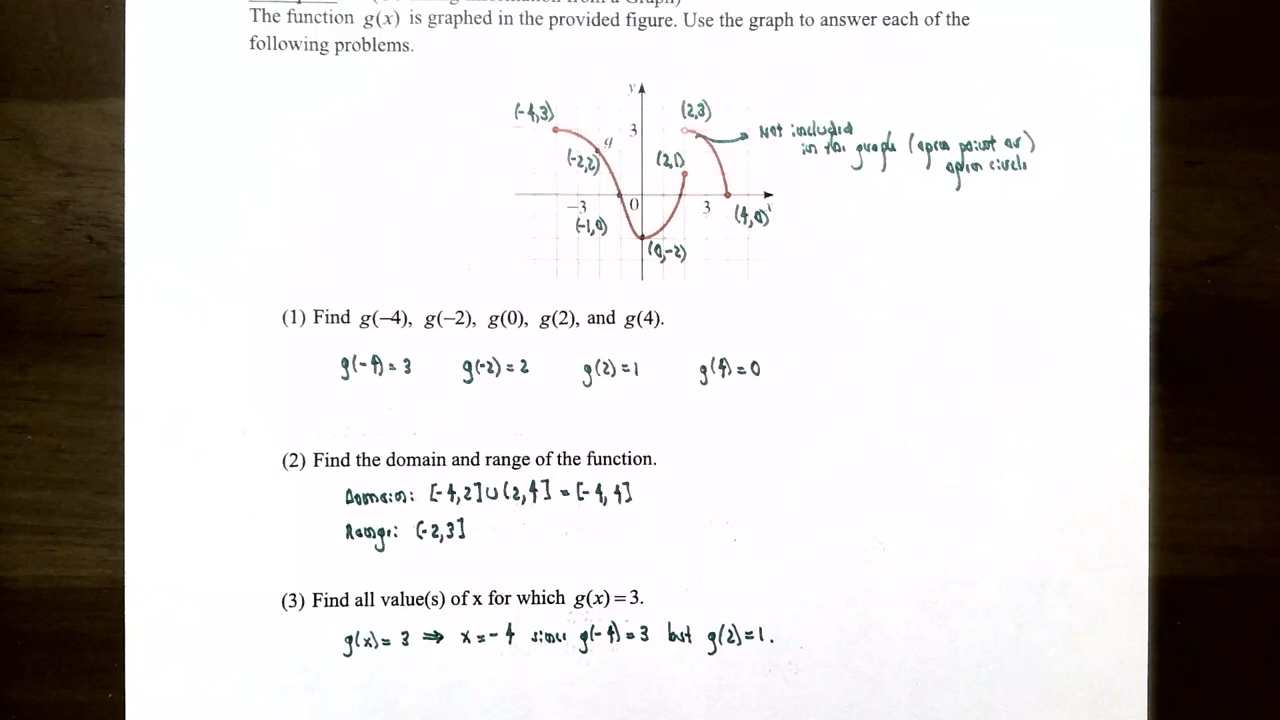 The function g(x) is graphed in the provided figure. Use the graph to answer each of the
following problems.
y
(-4,3)
(2,3)
3
g
Not included
in the graph (open point or)
open circle
(-2,2)
(2,1)
-3
0
3
x
(-1,0)
(4,0)
(0,-2)
(1) Find g(–4), g(–2), g(0), g(2), and g(4).
g(-4)=3 g(-2)=2 g(2)=1 g(4)=0
(2) Find the domain and range of the function.
Domain: [-4,2]∪(2,4] = [-4,4]
Range: [-2,3]
(3) Find all value(s) of x for which g(x)=3.
g(x)=3 ⇒ x=-4 since g(-4)=3 but g(2)=1.